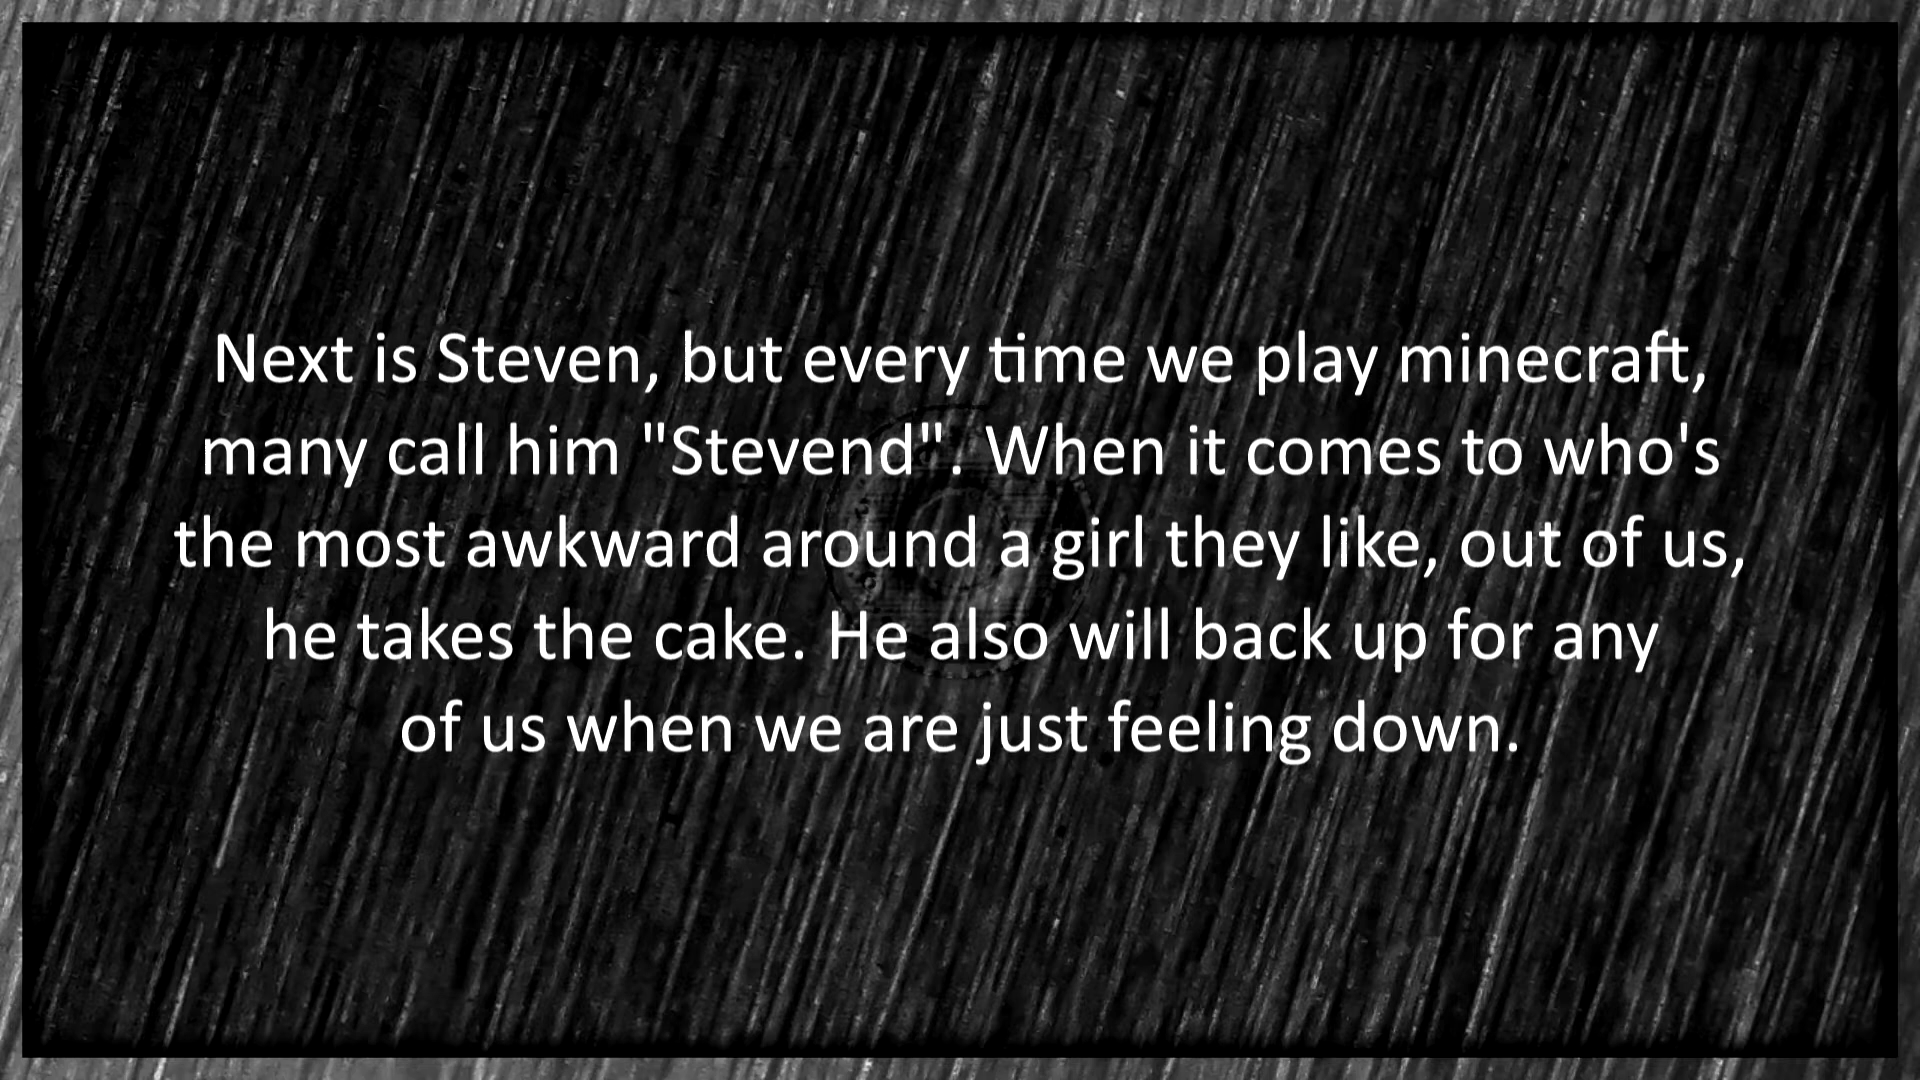 Next is Steven, but every time we play minecraft,
many call him "Stevend". When it comes to who's
the most awkward around a girl they like, out of us,
he takes the cake. He also will back up for any
of us when we are just feeling down.